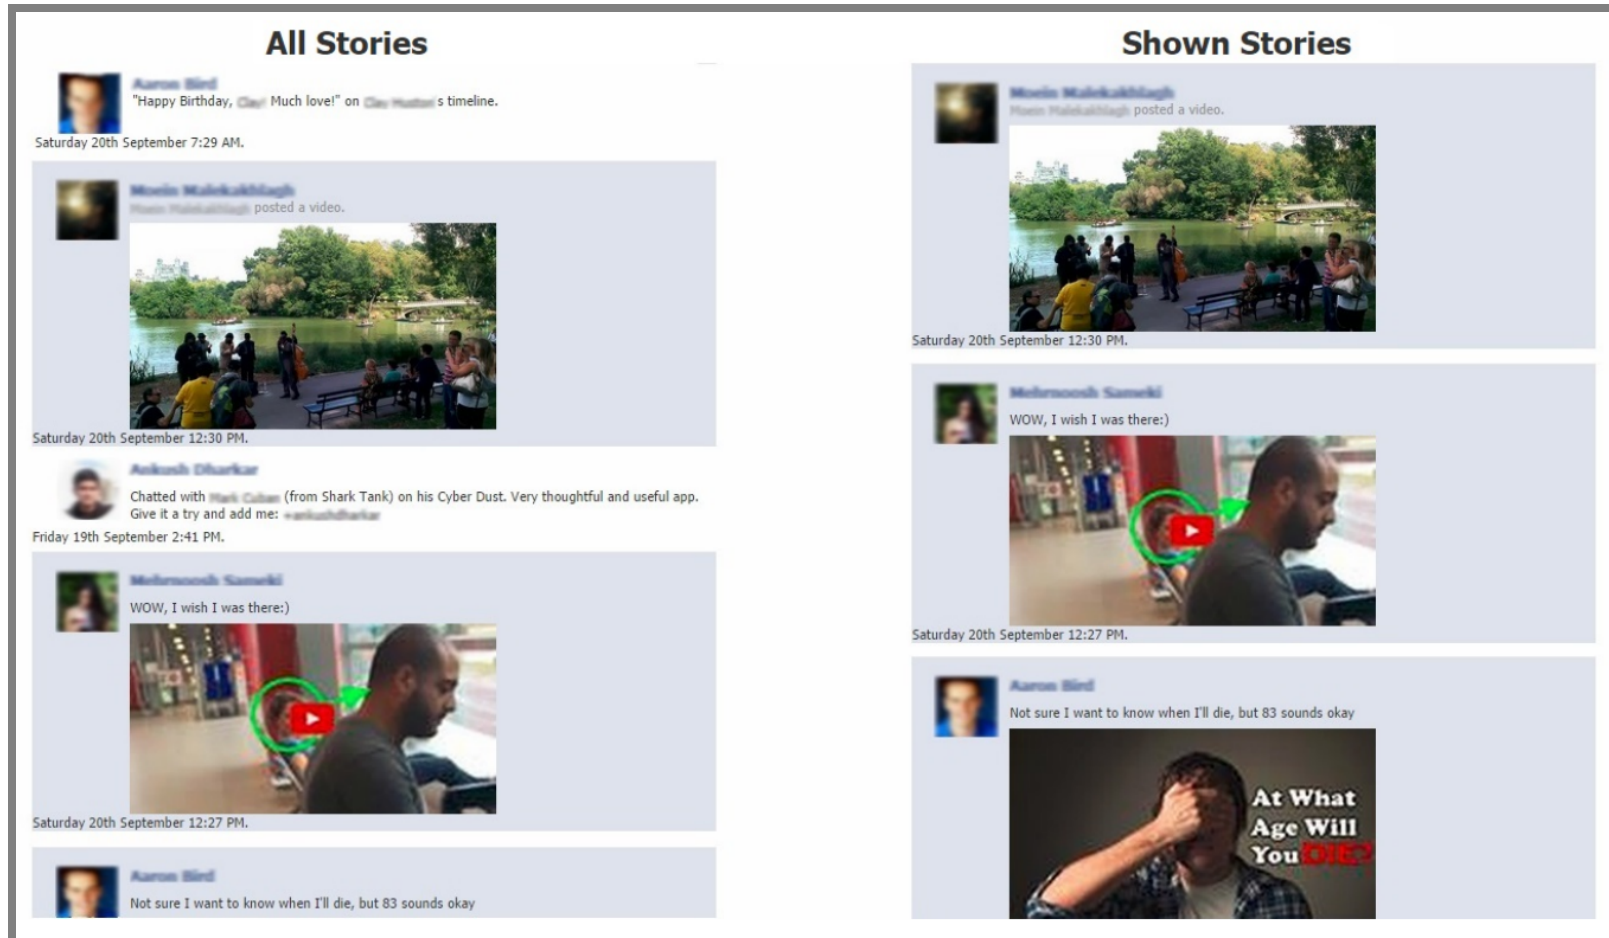 All Stories
"Happy Birthday, Much love!" on 's timeline.
Saturday 20th September 7:29 AM.
posted a video.
Saturday 20th September 12:30 PM.
Chatted with (from Shark Tank) on his Cyber Dust. Very thoughtful and useful app.
Give it a try and add me:
Friday 19th September 2:41 PM.
WOW, I wish I was there:)
Saturday 20th September 12:27 PM.
Not sure I want to know when I'll die, but 83 sounds okay
Shown Stories
posted a video.
Saturday 20th September 12:30 PM.
WOW, I wish I was there:)
Saturday 20th September 12:27 PM.
Not sure I want to know when I'll die, but 83 sounds okay
At What
Age Will
You DIE?